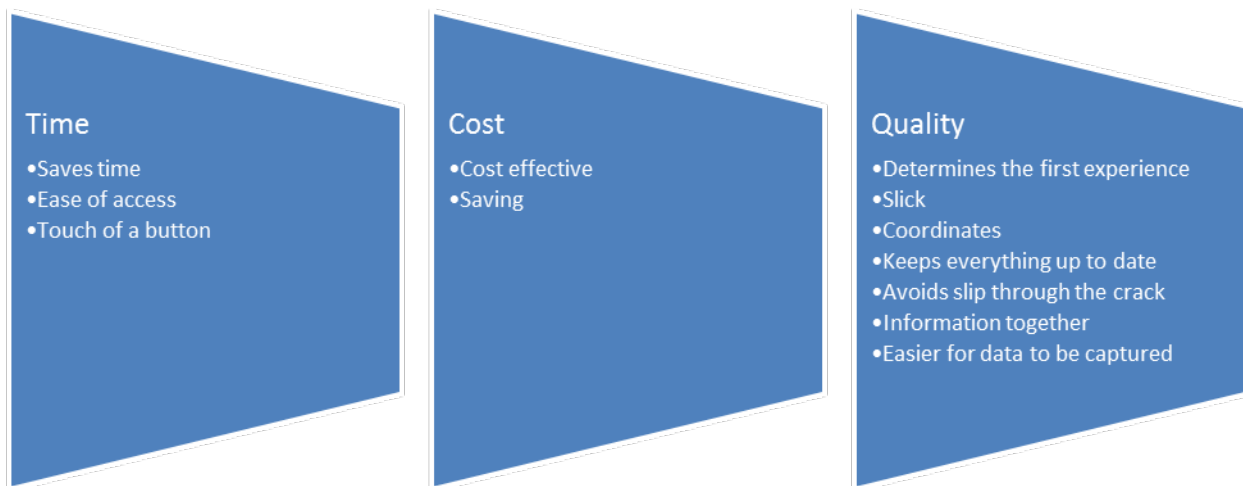 Time
•Saves time
•Ease of access
•Touch of a button
Cost
•Cost effective
•Saving
Quality
•Determines the first experience
•Slick
•Coordinates
•Keeps everything up to date
•Avoids slip through the crack
•Information together
•Easier for data to be captured